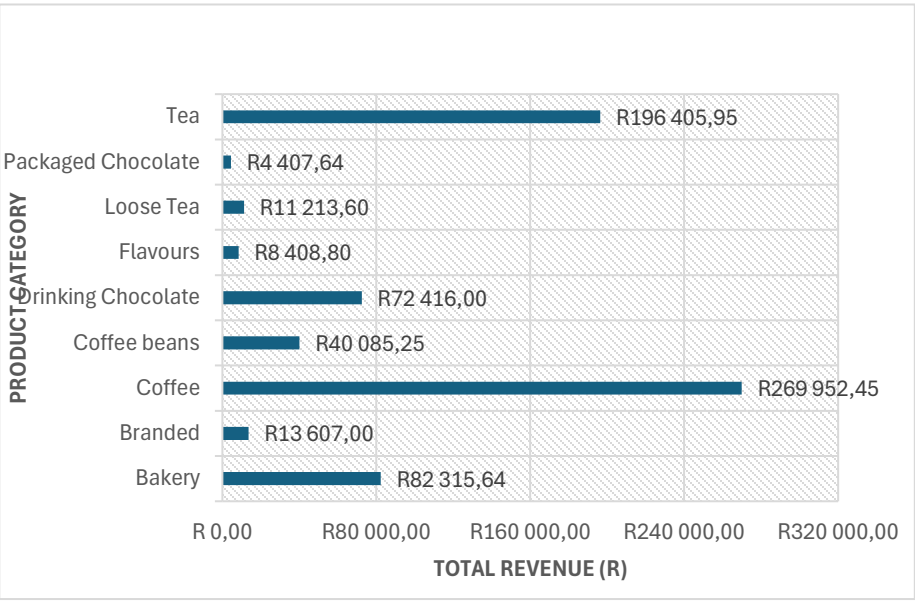 Tea
R196 405,95
Packaged Chocolate
R4 407,64
Loose Tea
R11 213,60
Flavours
R8 408,80
Drinking Chocolate
R72 416,00
Coffee beans
R40 085,25
Coffee
R269 952,45
Branded
R13 607,00
Bakery
R82 315,64
PRODUCT CATEGORY
R 0,00
R80 000,00
R160 000,00
R240 000,00
R320 000,00
TOTAL REVENUE (R)